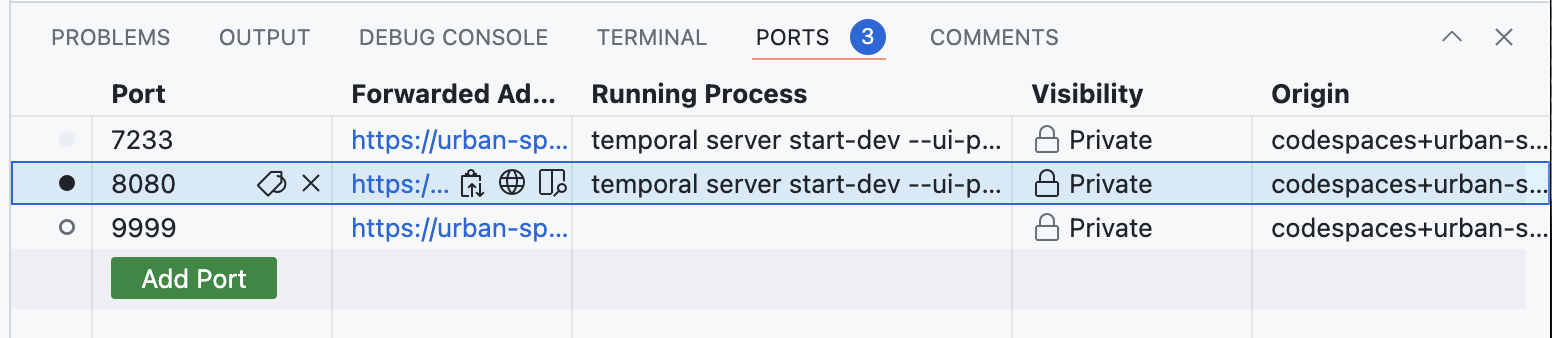 PROBLEMS OUTPUT DEBUG CONSOLE TERMINAL PORTS 3 COMMENTS
Port Forwarded Ad... Running Process Visibility Origin
7233 https://urban-sp... temporal server start-dev --ui-p... Private codespaces+urban-s...
8080 https:/... temporal server start-dev --ui-p... Private codespaces+urban-s...
9999 https://urban-sp... Private codespaces+urban-s...
Add Port